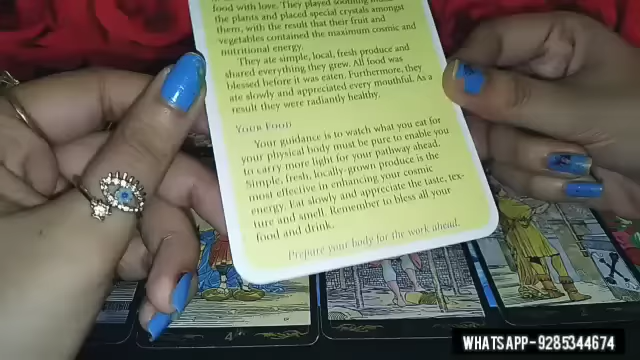 food with love. They played soothing
the plants and placed special crystals amongst
them, with the result that their fruit and
vegetables contained the maximum cosmic and
nutritional energy.
They ate simple, local, fresh produce and
shared everything they grew. All food was
blessed before it was eaten. Furthermore, they
ate slowly and appreciated every mouthful. As a
result they were radiantly healthy.
YOUR FOOD
Your guidance is to watch what you eat for
your physical body must be pure to enable you
to carry more light for your pathway ahead.
Simple, fresh, locally-grown produce is the
most effective in enhancing your cosmic
energy. Eat slowly and appreciate the taste, tex-
ture and smell. Remember to bless all your
food and drink.
Prepare your body for the work ahead.
4
WHATSAPP-9285344674